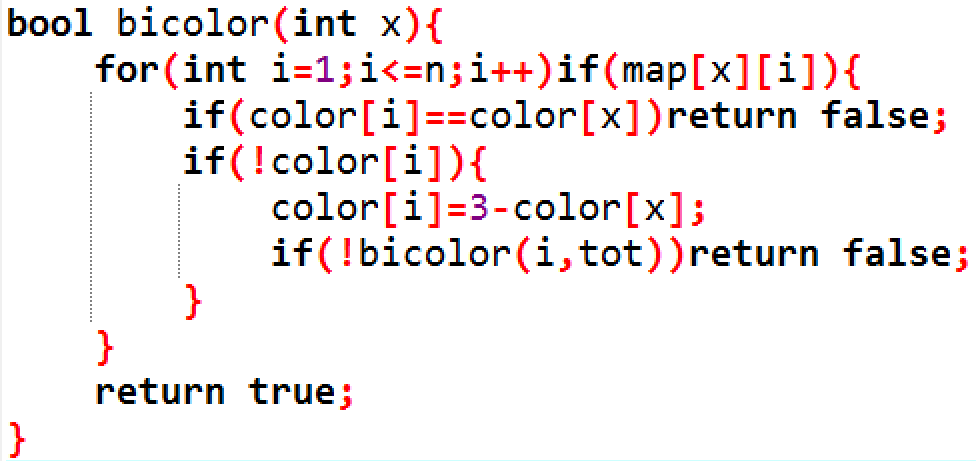 bool bicolor(int x){
    for(int i=1;i<=n;i++)if(map[x][i]){
        if(color[i]==color[x])return false;
        if(!color[i]){
            color[i]=3-color[x];
            if(!bicolor(i,tot))return false;
        }
    }
    return true;
}